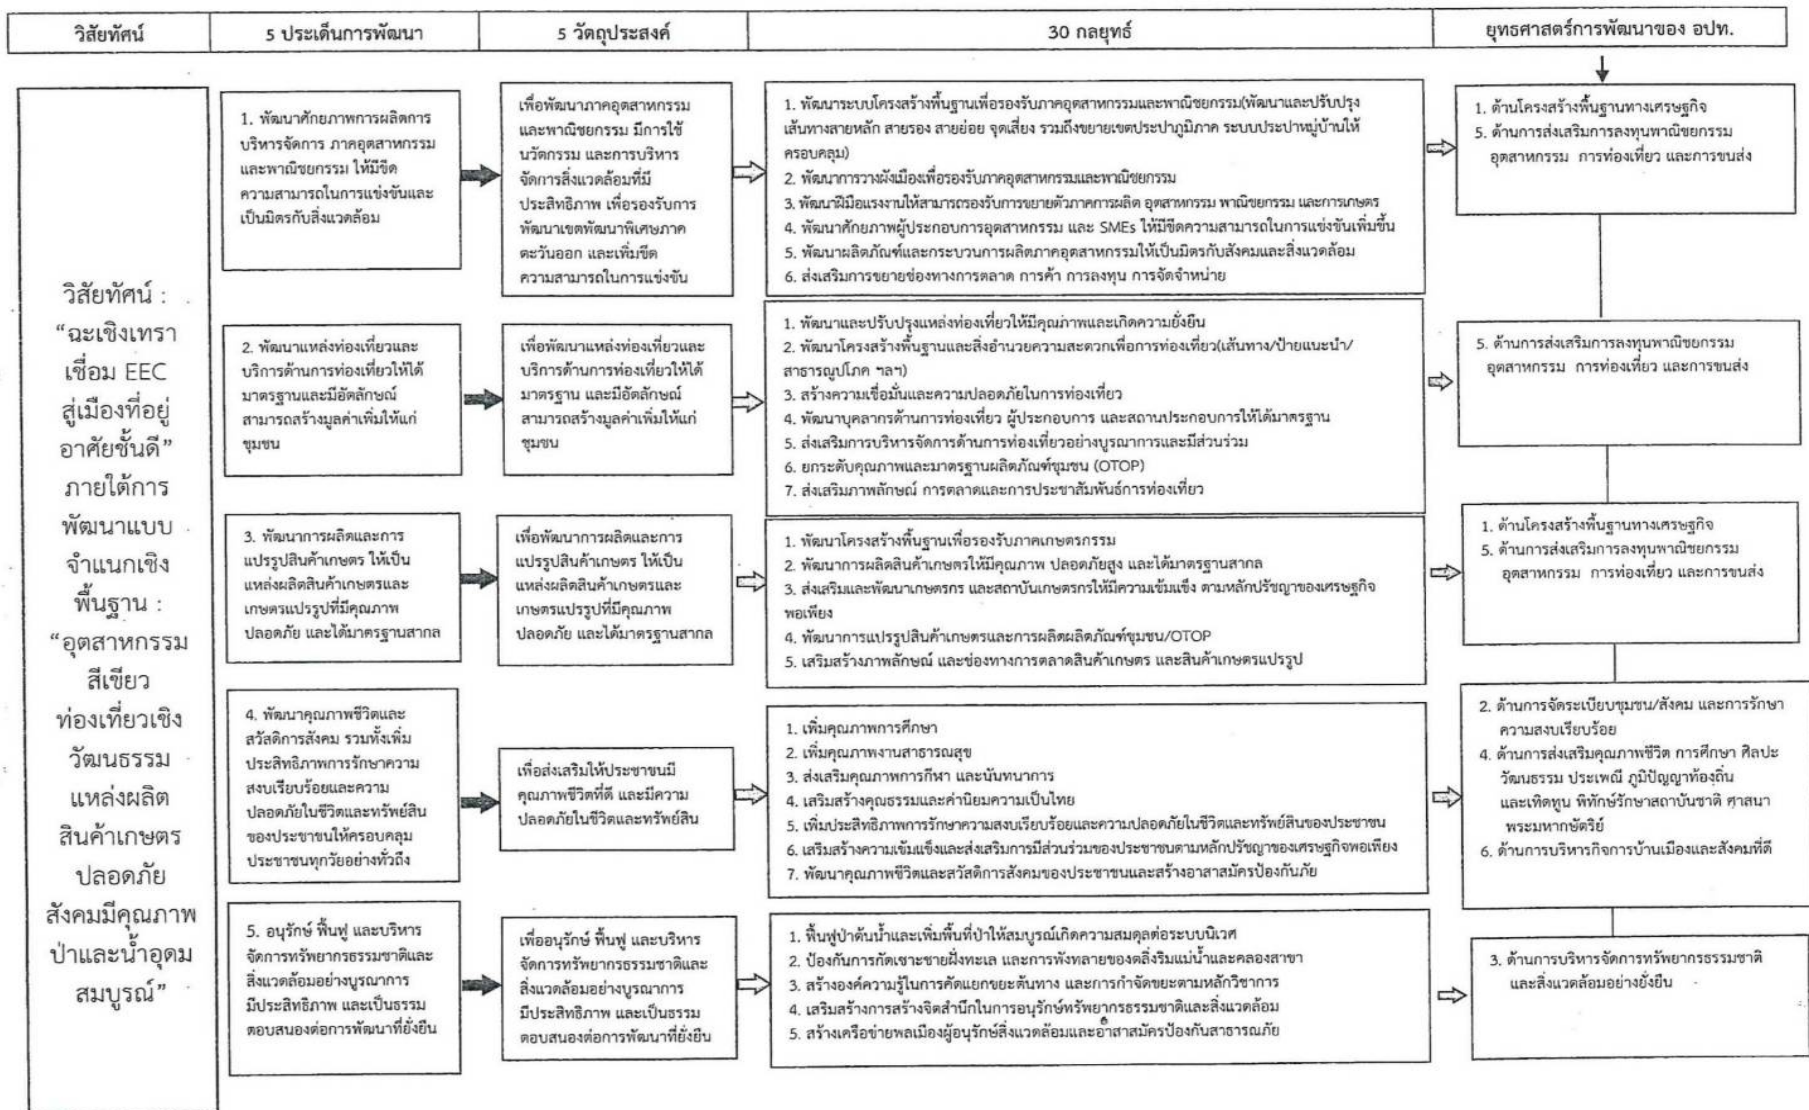 วิสัยทัศน์
5 ประเด็นการพัฒนา
5 วัตถุประสงค์
30 กลยุทธ์
ยุทธศาสตร์การพัฒนาของ อปท.
วิสัยทัศน์ :
“ฉะเชิงเทรา
เชื่อม EEC
สู่เมืองที่อยู่
อาศัยชั้นดี”
ภายใต้การ
พัฒนาแบบ
จำแนกเชิง
พื้นฐาน :
“อุตสาหกรรม
สีเขียว
ท่องเที่ยวเชิง
วัฒนธรรม
แหล่งผลิต
สินค้าเกษตร
ปลอดภัย
สังคมมีคุณภาพ
ป่าและน้ำอุดม
สมบูรณ์”
1. พัฒนาศักยภาพการผลิตการ
บริหารจัดการ ภาคอุตสาหกรรม
และพาณิชยกรรม ให้มีขีด
ความสามารถในการแข่งขันและ
เป็นมิตรกับสิ่งแวดล้อม
เพื่อพัฒนาภาคอุตสาหกรรม
และพาณิชยกรรม มีการใช้
นวัตกรรม และการบริหาร
จัดการสิ่งแวดล้อมที่มี
ประสิทธิภาพ เพื่อรองรับการ
พัฒนาเขตพัฒนาพิเศษภาค
ตะวันออก และเพิ่มขีด
ความสามารถในการแข่งขัน
1. พัฒนาระบบโครงสร้างพื้นฐานเพื่อรองรับภาคอุตสาหกรรมและพาณิชยกรรม(พัฒนาและปรับปรุง
เส้นทางสายหลัก สายรอง สายย่อย จุดเสี่ยง รวมถึงขยายเขตประปาภูมิภาค ระบบประปาหมู่บ้านให้
ครอบคลุม)
2. พัฒนาการวางผังเมืองเพื่อรองรับภาคอุตสาหกรรมและพาณิชยกรรม
3. พัฒนาฝีมือแรงงานให้สามารถรองรับการขยายตัวภาคการผลิต อุตสาหกรรม พาณิชยกรรม และการเกษตร
4. พัฒนาศักยภาพผู้ประกอบการอุตสาหกรรม และ SMEs ให้มีขีดความสามารถในการแข่งขันเพิ่มขึ้น
5. พัฒนาผลิตภัณฑ์และกระบวนการผลิตภาคอุตสาหกรรมให้เป็นมิตรกับสังคมและสิ่งแวดล้อม
6. ส่งเสริมการขยายช่องทางการตลาด การค้า การลงทุน การจัดจำหน่าย
1. ด้านโครงสร้างพื้นฐานทางเศรษฐกิจ
5. ด้านการส่งเสริมการลงทุนพาณิชยกรรม
อุตสาหกรรม การท่องเที่ยว และการขนส่ง
2. พัฒนาแหล่งท่องเที่ยวและ
บริการด้านการท่องเที่ยวให้ได้
มาตรฐานและมีอัตลักษณ์
สามารถสร้างมูลค่าเพิ่มให้แก่
ชุมชน
เพื่อพัฒนาแหล่งท่องเที่ยวและ
บริการด้านการท่องเที่ยวให้ได้
มาตรฐาน และมีอัตลักษณ์
สามารถสร้างมูลค่าเพิ่มให้แก่
ชุมชน
1. พัฒนาและปรับปรุงแหล่งท่องเที่ยวให้มีคุณภาพและเกิดความยั่งยืน
2. พัฒนาโครงสร้างพื้นฐานและสิ่งอำนวยความสะดวกเพื่อการท่องเที่ยว(เส้นทาง/ป้ายแนะนำ/
สาธารณูปโภค ฯลฯ)
3. สร้างความเชื่อมั่นและความปลอดภัยในการท่องเที่ยว
4. พัฒนาบุคลากรด้านการท่องเที่ยว ผู้ประกอบการ และสถานประกอบการให้ได้มาตรฐาน
5. ส่งเสริมการบริหารจัดการด้านการท่องเที่ยวอย่างบูรณาการและมีส่วนร่วม
6. ยกระดับคุณภาพและมาตรฐานผลิตภัณฑ์ชุมชน (OTOP)
7. ส่งเสริมภาพลักษณ์ การตลาดและการประชาสัมพันธ์การท่องเที่ยว
5. ด้านการส่งเสริมการลงทุนพาณิชยกรรม
อุตสาหกรรม การท่องเที่ยว และการขนส่ง
3. พัฒนาการผลิตและการ
แปรรูปสินค้าเกษตร ให้เป็น
แหล่งผลิตสินค้าเกษตรและ
เกษตรแปรรูปที่มีคุณภาพ
ปลอดภัย และได้มาตรฐานสากล
เพื่อพัฒนาการผลิตและการ
แปรรูปสินค้าเกษตร ให้เป็น
แหล่งผลิตสินค้าเกษตรและ
เกษตรแปรรูปที่มีคุณภาพ
ปลอดภัย และได้มาตรฐานสากล
1. พัฒนาโครงสร้างพื้นฐานเพื่อรองรับภาคเกษตรกรรม
2. พัฒนาการผลิตสินค้าเกษตรให้มีคุณภาพ ปลอดภัยสูง และได้มาตรฐานสากล
3. ส่งเสริมและพัฒนาเกษตรกร และสถาบันเกษตรกรให้มีความเข้มแข็ง ตามหลักปรัชญาของเศรษฐกิจ
พอเพียง
4. พัฒนาการแปรรูปสินค้าเกษตรและการผลิตผลิตภัณฑ์ชุมชน/OTOP
5. เสริมสร้างภาพลักษณ์ และช่องทางการตลาดสินค้าเกษตร และสินค้าเกษตรแปรรูป
1. ด้านโครงสร้างพื้นฐานทางเศรษฐกิจ
5. ด้านการส่งเสริมการลงทุนพาณิชยกรรม
อุตสาหกรรม การท่องเที่ยว และการขนส่ง
4. พัฒนาคุณภาพชีวิตและ
สวัสดิการสังคม รวมทั้งเพิ่ม
ประสิทธิภาพการรักษาความ
สงบเรียบร้อยและความ
ปลอดภัยในชีวิตและทรัพย์สิน
ของประชาชนให้ครอบคลุม
ประชาชนทุกวัยอย่างทั่วถึง
เพื่อส่งเสริมให้ประชาชนมี
คุณภาพชีวิตที่ดี และมีความ
ปลอดภัยในชีวิตและทรัพย์สิน
1. เพิ่มคุณภาพการศึกษา
2. เพิ่มคุณภาพงานสาธารณสุข
3. ส่งเสริมคุณภาพการกีฬา และนันทนาการ
4. เสริมสร้างคุณธรรมและค่านิยมความเป็นไทย
5. เพิ่มประสิทธิภาพการรักษาความสงบเรียบร้อยและความปลอดภัยในชีวิตและทรัพย์สินของประชาชน
6. เสริมสร้างความเข้มแข็งและส่งเสริมการมีส่วนร่วมของประชาชนตามหลักปรัชญาของเศรษฐกิจพอเพียง
7. พัฒนาคุณภาพชีวิตและสวัสดิการสังคมของประชาชนและสร้างอาสาสมัครป้องกันภัย
2. ด้านการจัดระเบียบชุมชน/สังคม และการรักษา
ความสงบเรียบร้อย
4. ด้านการส่งเสริมคุณภาพชีวิต การศึกษา ศิลปะ
วัฒนธรรม ประเพณี ภูมิปัญญาท้องถิ่น
และเทิดทูน พิทักษ์รักษาสถาบันชาติ ศาสนา
พระมหากษัตริย์
6. ด้านการบริหารกิจการบ้านเมืองและสังคมที่ดี
5. อนุรักษ์ ฟื้นฟู และบริหาร
จัดการทรัพยากรธรรมชาติและ
สิ่งแวดล้อมอย่างบูรณาการ
มีประสิทธิภาพ และเป็นธรรม
ตอบสนองต่อการพัฒนาที่ยั่งยืน
เพื่ออนุรักษ์ ฟื้นฟู และบริหาร
จัดการทรัพยากรธรรมชาติและ
สิ่งแวดล้อมอย่างบูรณาการ
มีประสิทธิภาพ และเป็นธรรม
ตอบสนองต่อการพัฒนาที่ยั่งยืน
1. ฟื้นฟูป่าต้นน้ำและเพิ่มพื้นที่ป่าให้สมบูรณ์เกิดความสมดุลต่อระบบนิเวศ
2. ป้องกันการกัดเซาะชายฝั่งทะเล และการพังทลายของตลิ่งริมแม่น้ำและคลองสาขา
3. สร้างองค์ความรู้ในการคัดแยกขยะต้นทาง และการกำจัดขยะตามหลักวิชาการ
4. เสริมสร้างการสร้างจิตสำนึกในการอนุรักษ์ทรัพยากรธรรมชาติและสิ่งแวดล้อม
5. สร้างเครือข่ายพลเมืองผู้อนุรักษ์สิ่งแวดล้อมและอาสาสมัครป้องกันสาธารณภัย
3. ด้านการบริหารจัดการทรัพยากรธรรมชาติ
และสิ่งแวดล้อมอย่างยั่งยืน